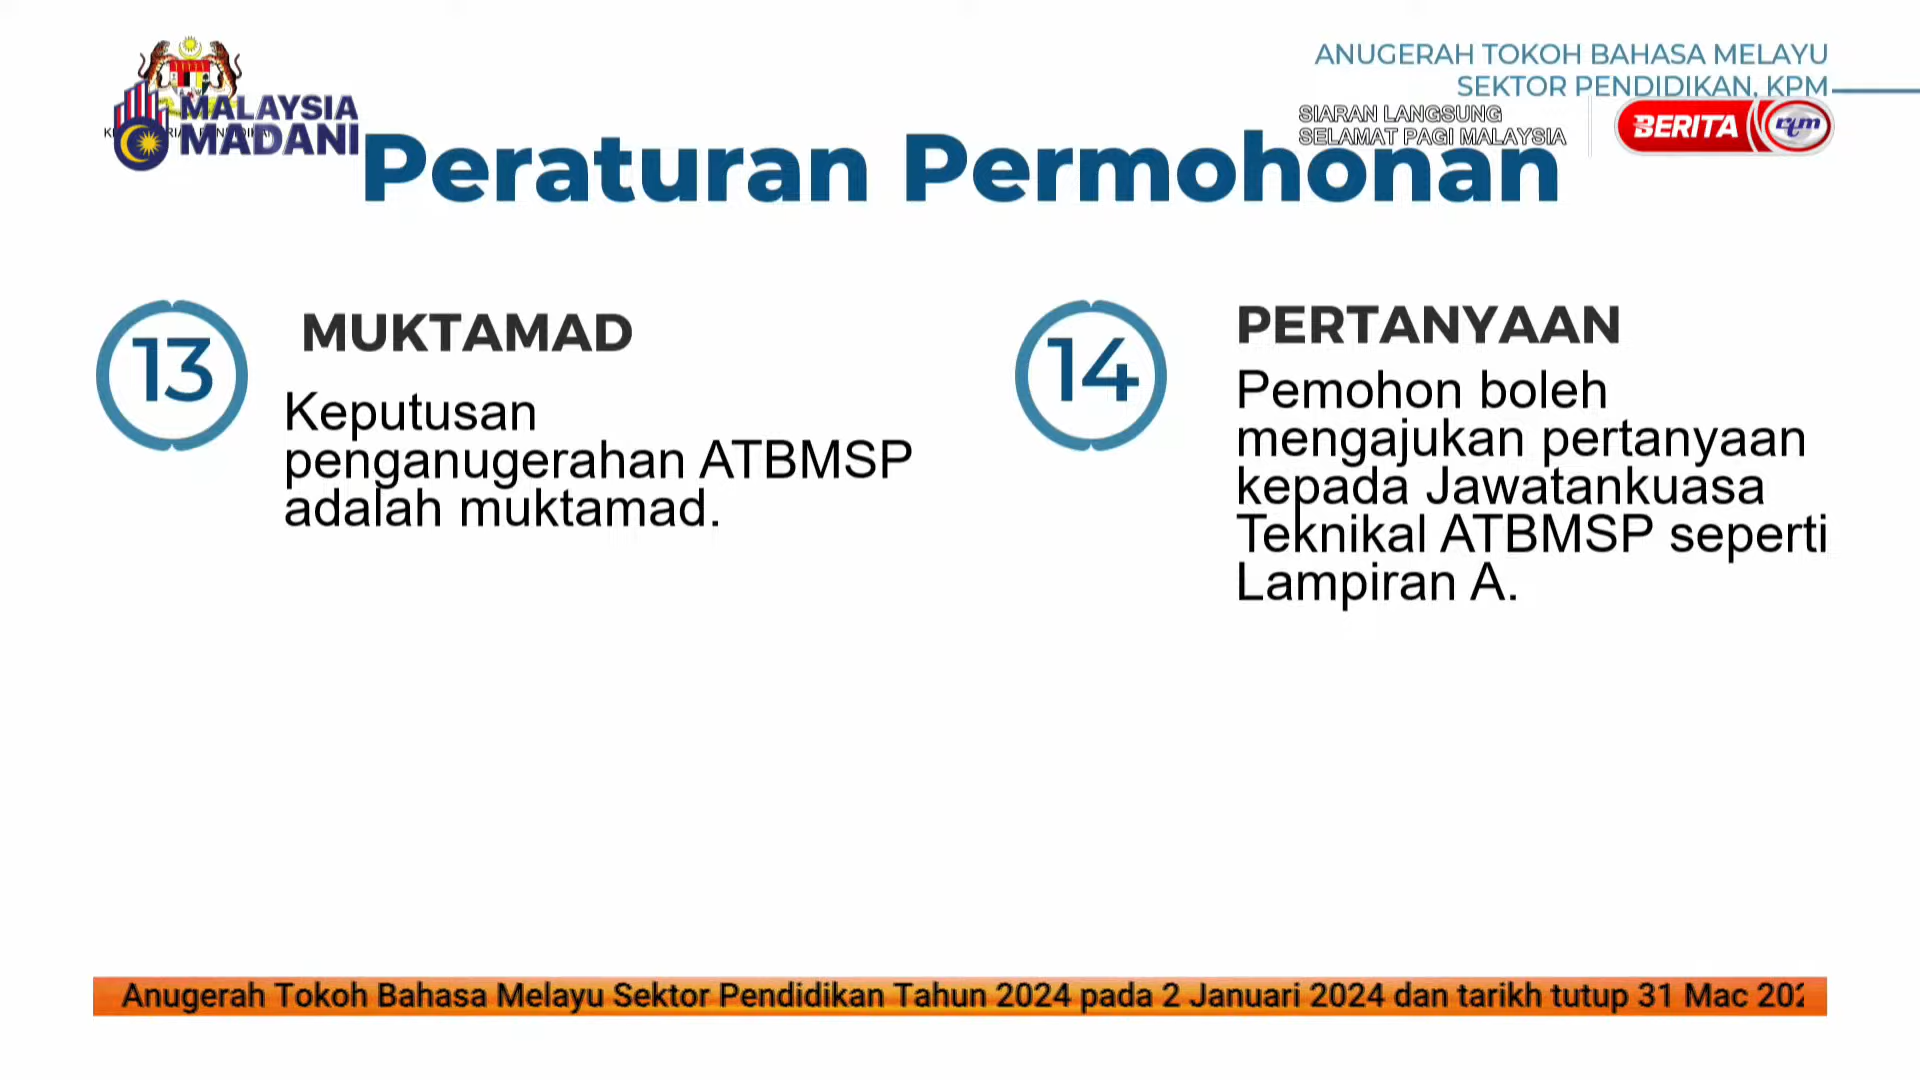 ANUGERAH TOKOH BAHASA MELAYU
SEKTOR PENDIDIKAN, KPM
MALAYSIA
MADANI
SIARAN LANGSUNG
SELAMAT PAGI MALAYSIA
BERITA rtm
Peraturan Permohonan
13
MUKTAMAD
Keputusan
penganugerahan ATBMSP
adalah muktamad.
14
PERTANYAAN
Pemohon boleh
mengajukan pertanyaan
kepada Jawatankuasa
Teknikal ATBMSP seperti
Lampiran A.
Anugerah Tokoh Bahasa Melayu Sektor Pendidikan Tahun 2024 pada 2 Januari 2024 dan tarikh tutup 31 Mac